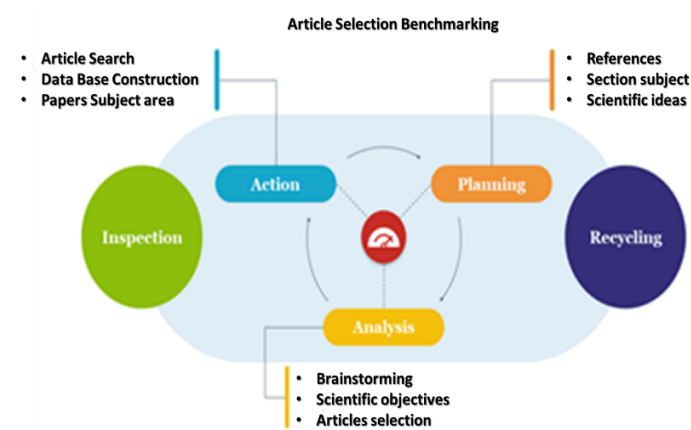 Article Selection Benchmarking
• Article Search
• Data Base Construction
• Papers Subject area
• References
• Section subject
• Scientific ideas
Action
Planning
Inspection
Recycling
Analysis
• Brainstorming
• Scientific objectives
• Articles selection